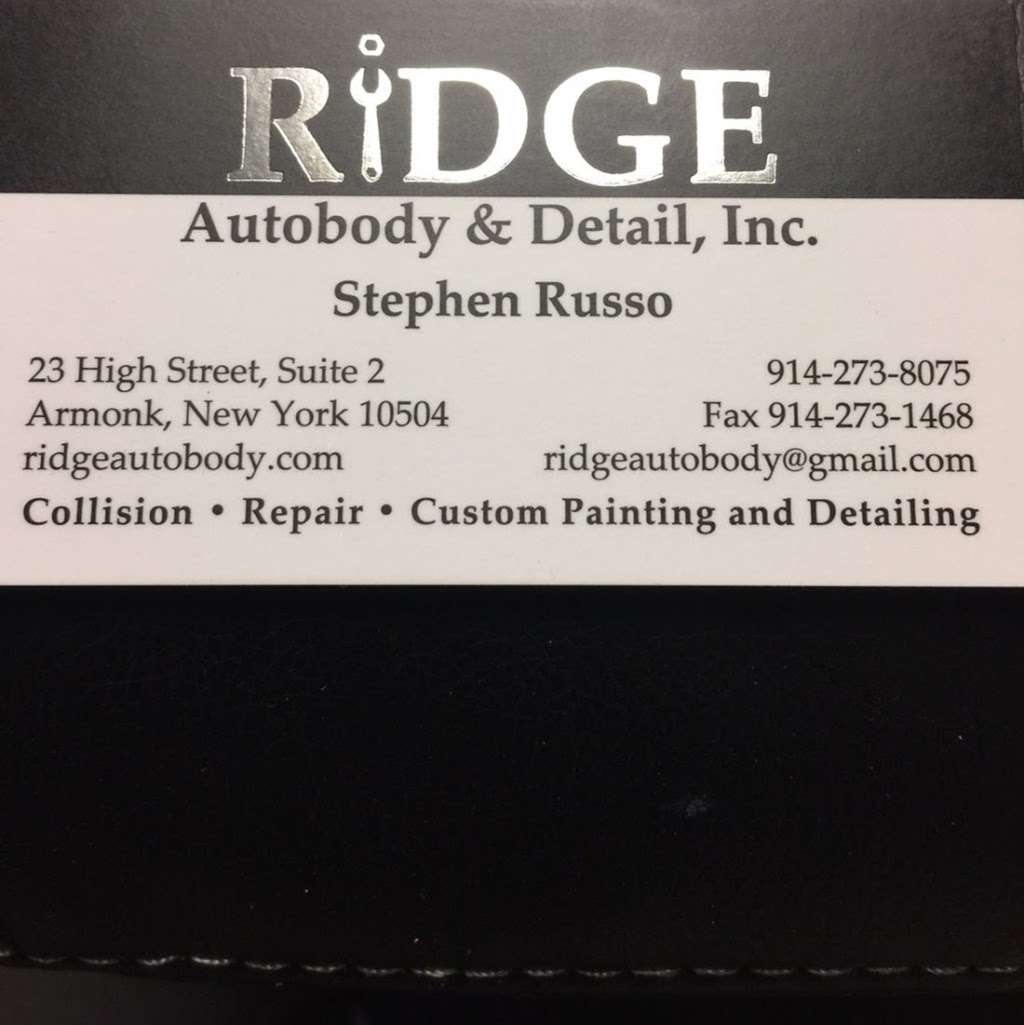 RIDGE
Autobody & Detail, Inc.
Stephen Russo
23 High Street, Suite 2
914-273-8075
Armonk, New York 10504
Fax 914-273-1468
ridgeautobody.com
ridgeautobody@gmail.com
Collision • Repair • Custom Painting and Detailing